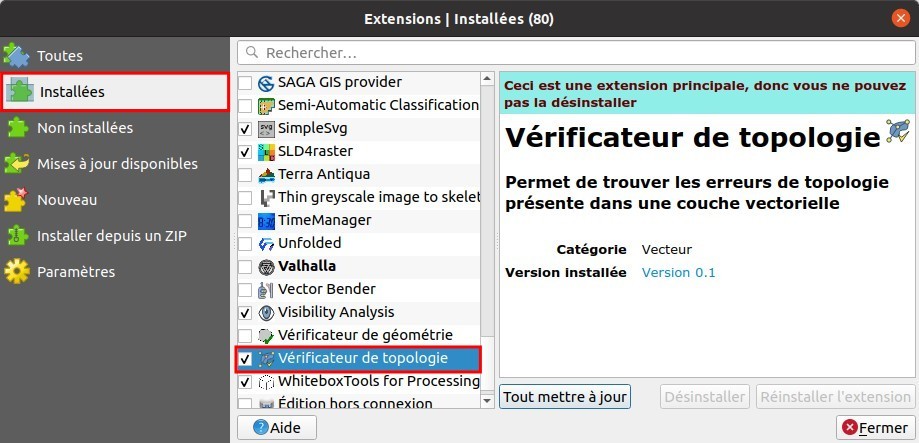 Extensions | Installées (80)
Toutes
Installées
Non installées
Mises à jour disponibles
Nouveau
Installer depuis un ZIP
Paramètres
Rechercher…
SAGA GIS provider
Semi-Automatic Classification
svg
SimpleSvg
SLD4raster
Terra Antiqua
Thin greyscale image to skelet
TimeManager
Unfolded
Valhalla
Vector Bender
Visibility Analysis
Vérificateur de géométrie
Vérificateur de topologie
WhiteboxTools for Processing
Édition hors connexion
Ceci est une extension principale, donc vous ne pouvez
pas la désinstaller
Vérificateur de topologie
Permet de trouver les erreurs de topologie
présente dans une couche vectorielle
Catégorie Vecteur
Version installée Version 0.1
Tout mettre à jour
Désinstaller
Réinstaller l'extension
Aide
Fermer